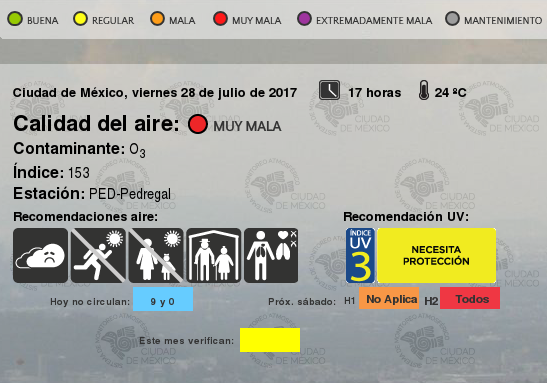 BUENA REGULAR MALA MUY MALA EXTREMADAMENTE MALA MANTENIMIENTO
Ciudad de México, viernes 28 de julio de 2017 17 horas 24 ºC
Calidad del aire: MUY MALA
Contaminante: O3
Índice: 153
Estación: PED-Pedregal
Recomendaciones aire: Recomendación UV:
ÍNDICE
UV
3
NECESITA
PROTECCIÓN
Hoy no circulan: 9 y 0 Próx. sábado: H1 No Aplica H2 Todos
Este mes verifican:
CIUDAD
DE MÉXICO